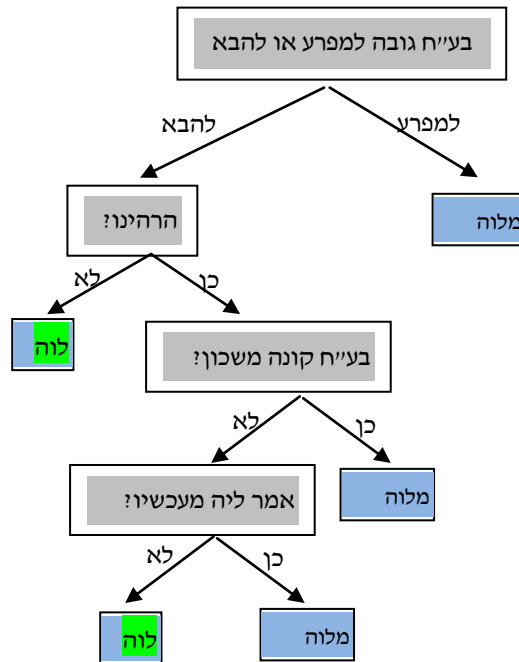 בע״ח גובה למפרע או להבא
למפרע
להבא
מלוה
הרהינו?
כן
לא
לוה
בע״ח קונה משכון?
כן
לא
מלוה
אמר ליה מעכשיו?
כן
לא
מלוה
לוה